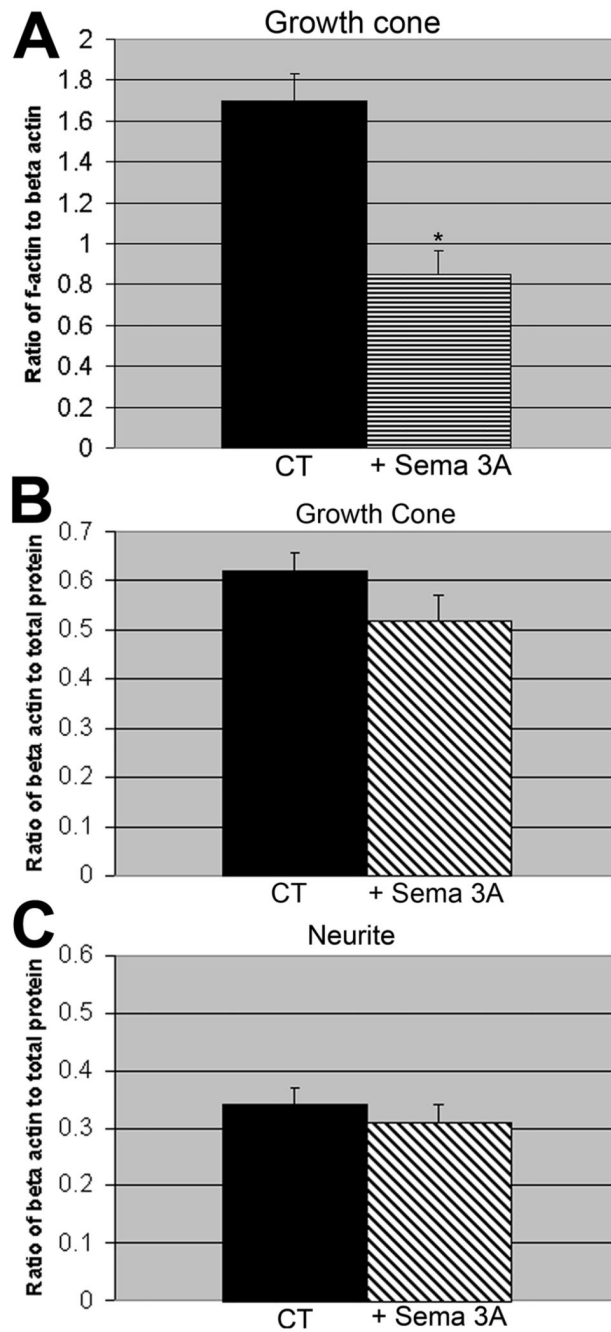 A
Growth cone
Ratio of f-actin to beta actin
2
1.8
1.6
1.4
1.2
1
0.8
0.6
0.4
0.2
0
*
CT
+ Sema 3A
B
Growth Cone
Ratio of beta actin to total protein
0.7
0.6
0.5
0.4
0.3
0.2
0.1
0
CT
+ Sema 3A
C
Neurite
Ratio of beta actin to total protein
0.6
0.5
0.4
0.3
0.2
0.1
0
CT
+ Sema 3A